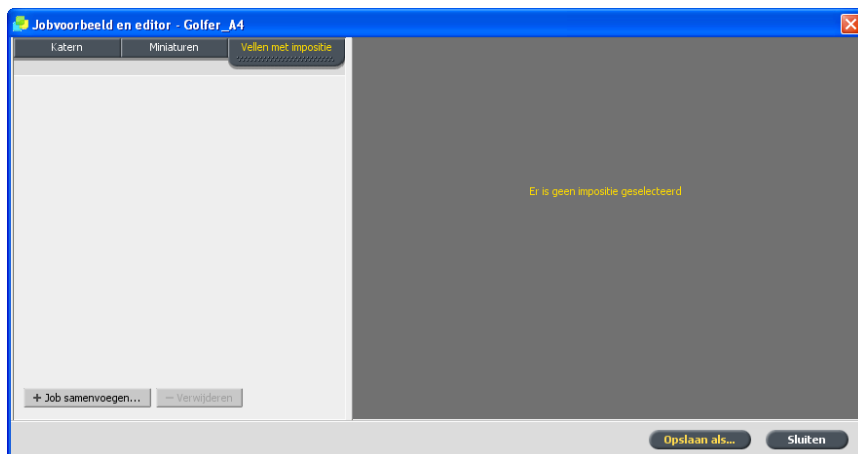 Jobvoorbeeld en editor - Golfer_A4
Katern Miniaturen Vellen met impositie
Er is geen impositie geselecteerd
+ Job samenvoegen... − Verwijderen
Opslaan als... Sluiten